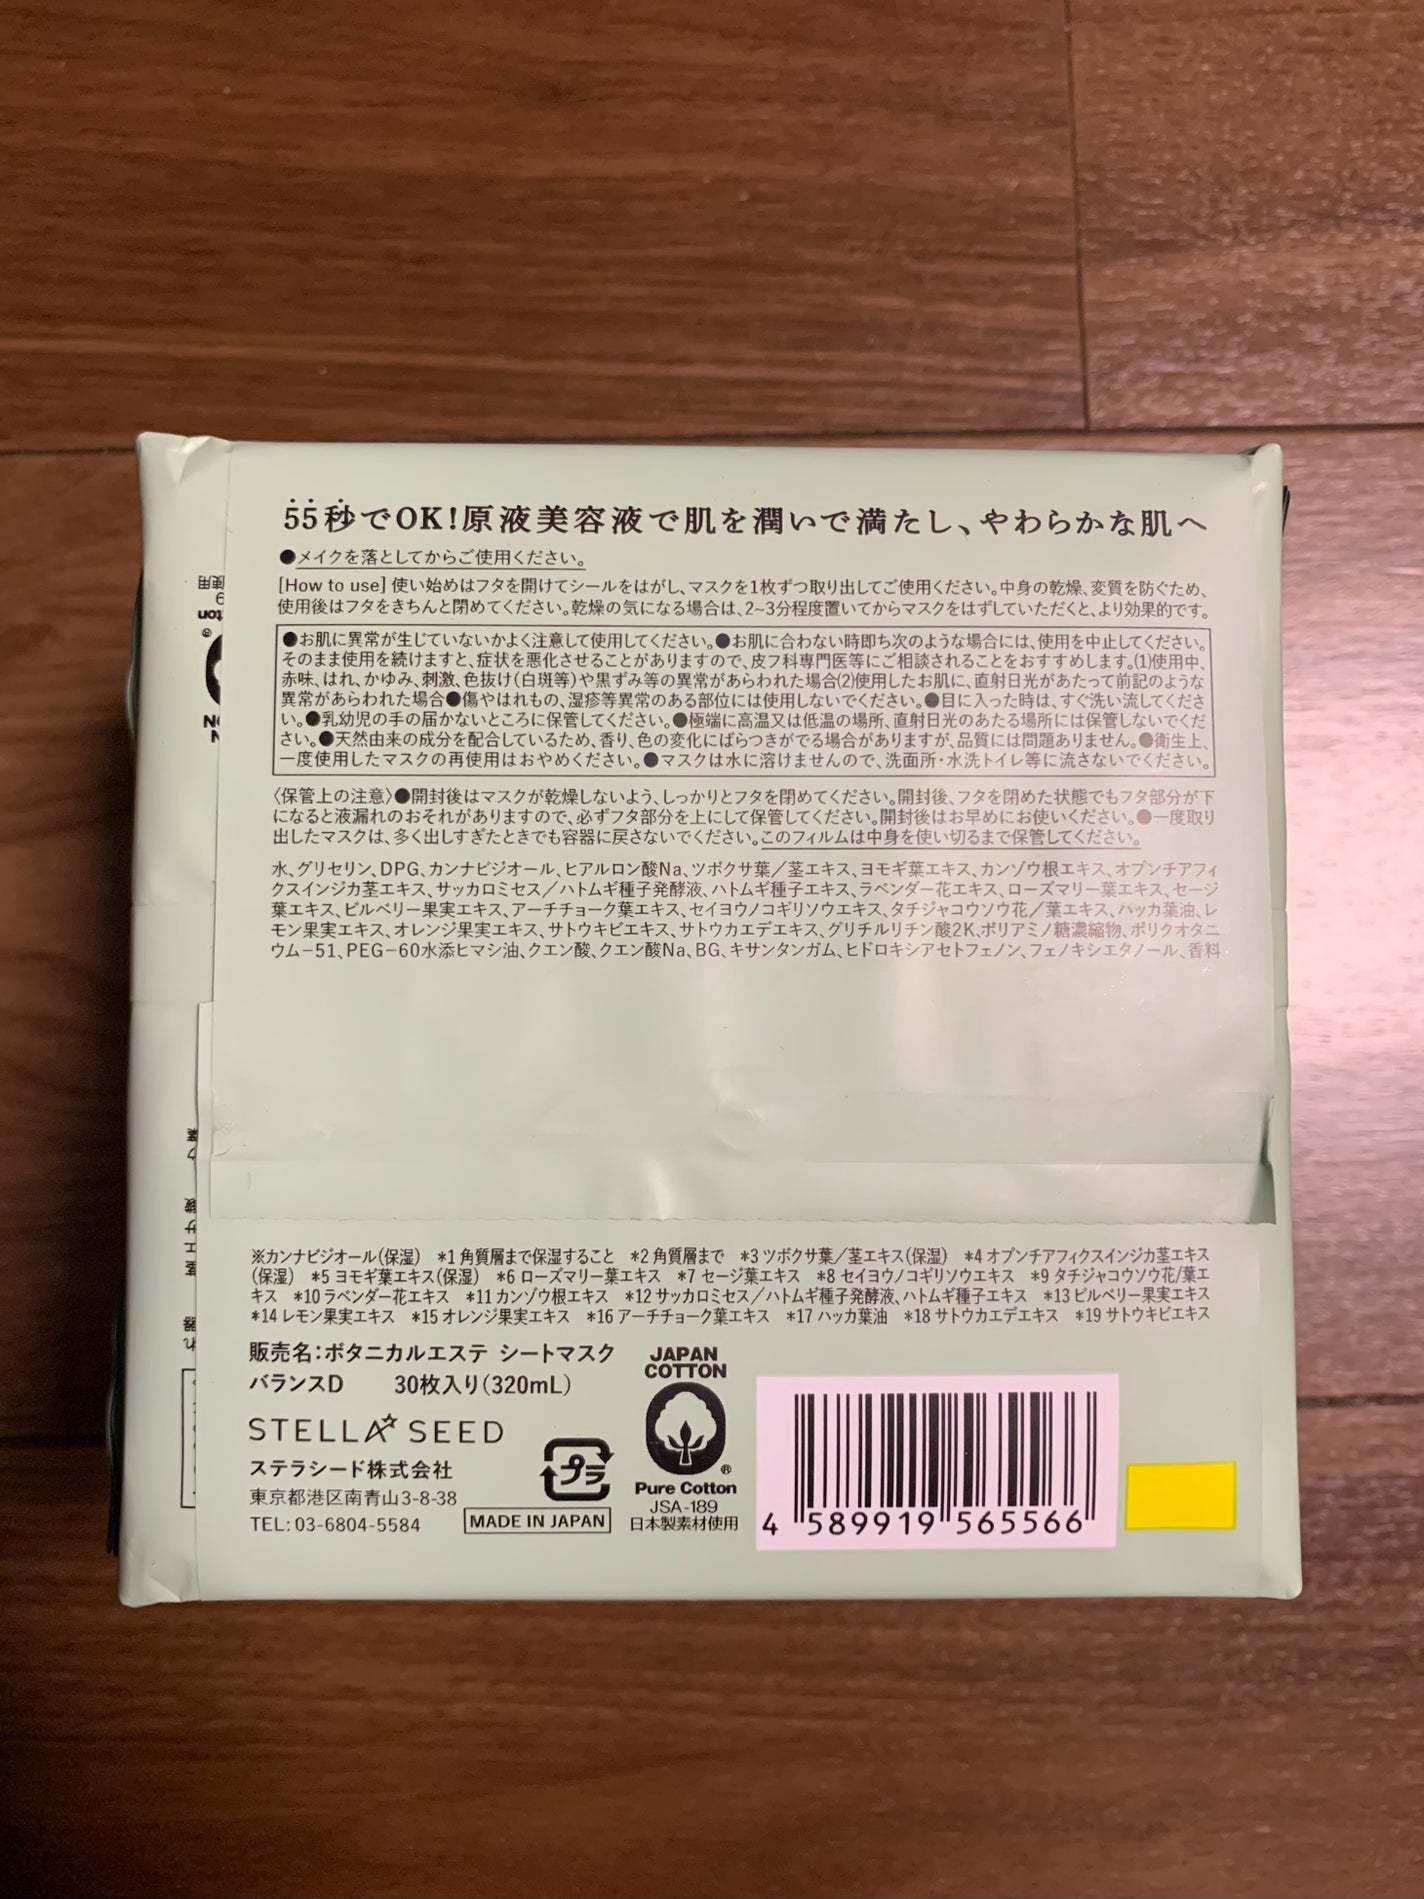 55秒でOK!原液美容液で肌を潤いで満たし、やわらかな肌へ
●メイクを落としてからご使用ください。
[How to use] 使い始めはフタを開けてシールをはがし、マスクを1枚ずつ取り出してご使用ください。中身の乾燥、変質を防ぐため、
使用後はフタをきちんと閉めてください。乾燥の気になる場合は、2~3分程度置いてからマスクをはずしていただくと、より効果的です。
●お肌に異常が生じていないかよく注意して使用してください。●お肌に合わない時即ち次のような場合には、使用を中止してください。
そのまま使用を続けますと、症状を悪化させることがありますので、皮フ科専門医等にご相談されることをおすすめします。(1)使用中、
赤味、はれ、かゆみ、刺激、色抜け(白斑等)や黒ずみ等の異常があらわれた場合(2)使用したお肌に、直射日光があたって前記のような
異常があらわれた場合●傷やはれもの、湿疹等異常のある部位には使用しないでください。●目に入った時は、すぐ洗い流してくださ
い。●乳幼児の手の届かないところに保管してください。●極端に高温又は低温の場所、直射日光のあたる場所には保管しないでくだ
さい。●天然由来の成分を配合しているため、香り、色の変化にばらつきがでる場合がありますが、品質には問題ありません。●衛生上、
一度使用したマスクの再使用はおやめください。●マスクは水に溶けませんので、洗面所・水洗トイレ等に流さないでください。
〈保管上の注意〉●開封後はマスクが乾燥しないよう、しっかりとフタを閉めてください。開封後、フタを閉めた状態でもフタ部分が下
になると液漏れのおそれがありますので、必ずフタ部分を上にして保管してください。開封後はお早めにお使いください。●一度取り
出したマスクは、多く出しすぎたときでも容器に戻さないでください。このフィルムは中身を使い切るまで保管してください。
水、グリセリン、DPG、カンナビジオール、ヒアルロン酸Na、ツボクサ葉／茎エキス、ヨモギ葉エキス、カンゾウ根エキス、オプンチアフィ
クスインジカ茎エキス、サッカロミセス／ハトムギ種子発酵液、ハトムギ種子エキス、ラベンダー花エキス、ローズマリー葉エキス、セージ
葉エキス、ビルベリー果実エキス、アーチチョーク葉エキス、セイヨウノコギリソウエキス、タチジャコウソウ花／葉エキス、ハッカ葉油、レ
モン果実エキス、オレンジ果実エキス、サトウキビエキス、サトウカエデエキス、グリチルリチン酸2K、ポリアミノ糖濃縮物、ポリクオタニ
ウム-51、PEG-60水添ヒマシ油、クエン酸、クエン酸Na、BG、キサンタンガム、ヒドロキシアセトフェノン、フェノキシエタノール、香料
※カンナビジオール(保湿) *1 角質層まで保湿すること *2 角質層まで *3 ツボクサ葉／茎エキス(保湿) *4 オプンチアフィクスインジカ茎エキス
(保湿) *5 ヨモギ葉エキス(保湿) *6 ローズマリー葉エキス *7 セージ葉エキス *8 セイヨウノコギリソウエキス *9 タチジャコウソウ花/葉エ
キス *10 ラベンダー花エキス *11 カンゾウ根エキス *12 サッカロミセス／ハトムギ種子発酵液、ハトムギ種子エキス *13 ビルベリー果実エキス
*14 レモン果実エキス *15 オレンジ果実エキス *16 アーチチョーク葉エキス *17 ハッカ葉油 *18 サトウカエデエキス *19 サトウキビエキス
販売名：ボタニカルエステ シートマスク
バランスD 30枚入り(320mL)
STELLA SEED
ステラシード株式会社
東京都港区南青山3-8-38
TEL：03-6804-5584
プラ
MADE IN JAPAN
JAPAN
COTTON
®
Pure Cotton
JSA-189
日本製素材使用
4 589919 565566